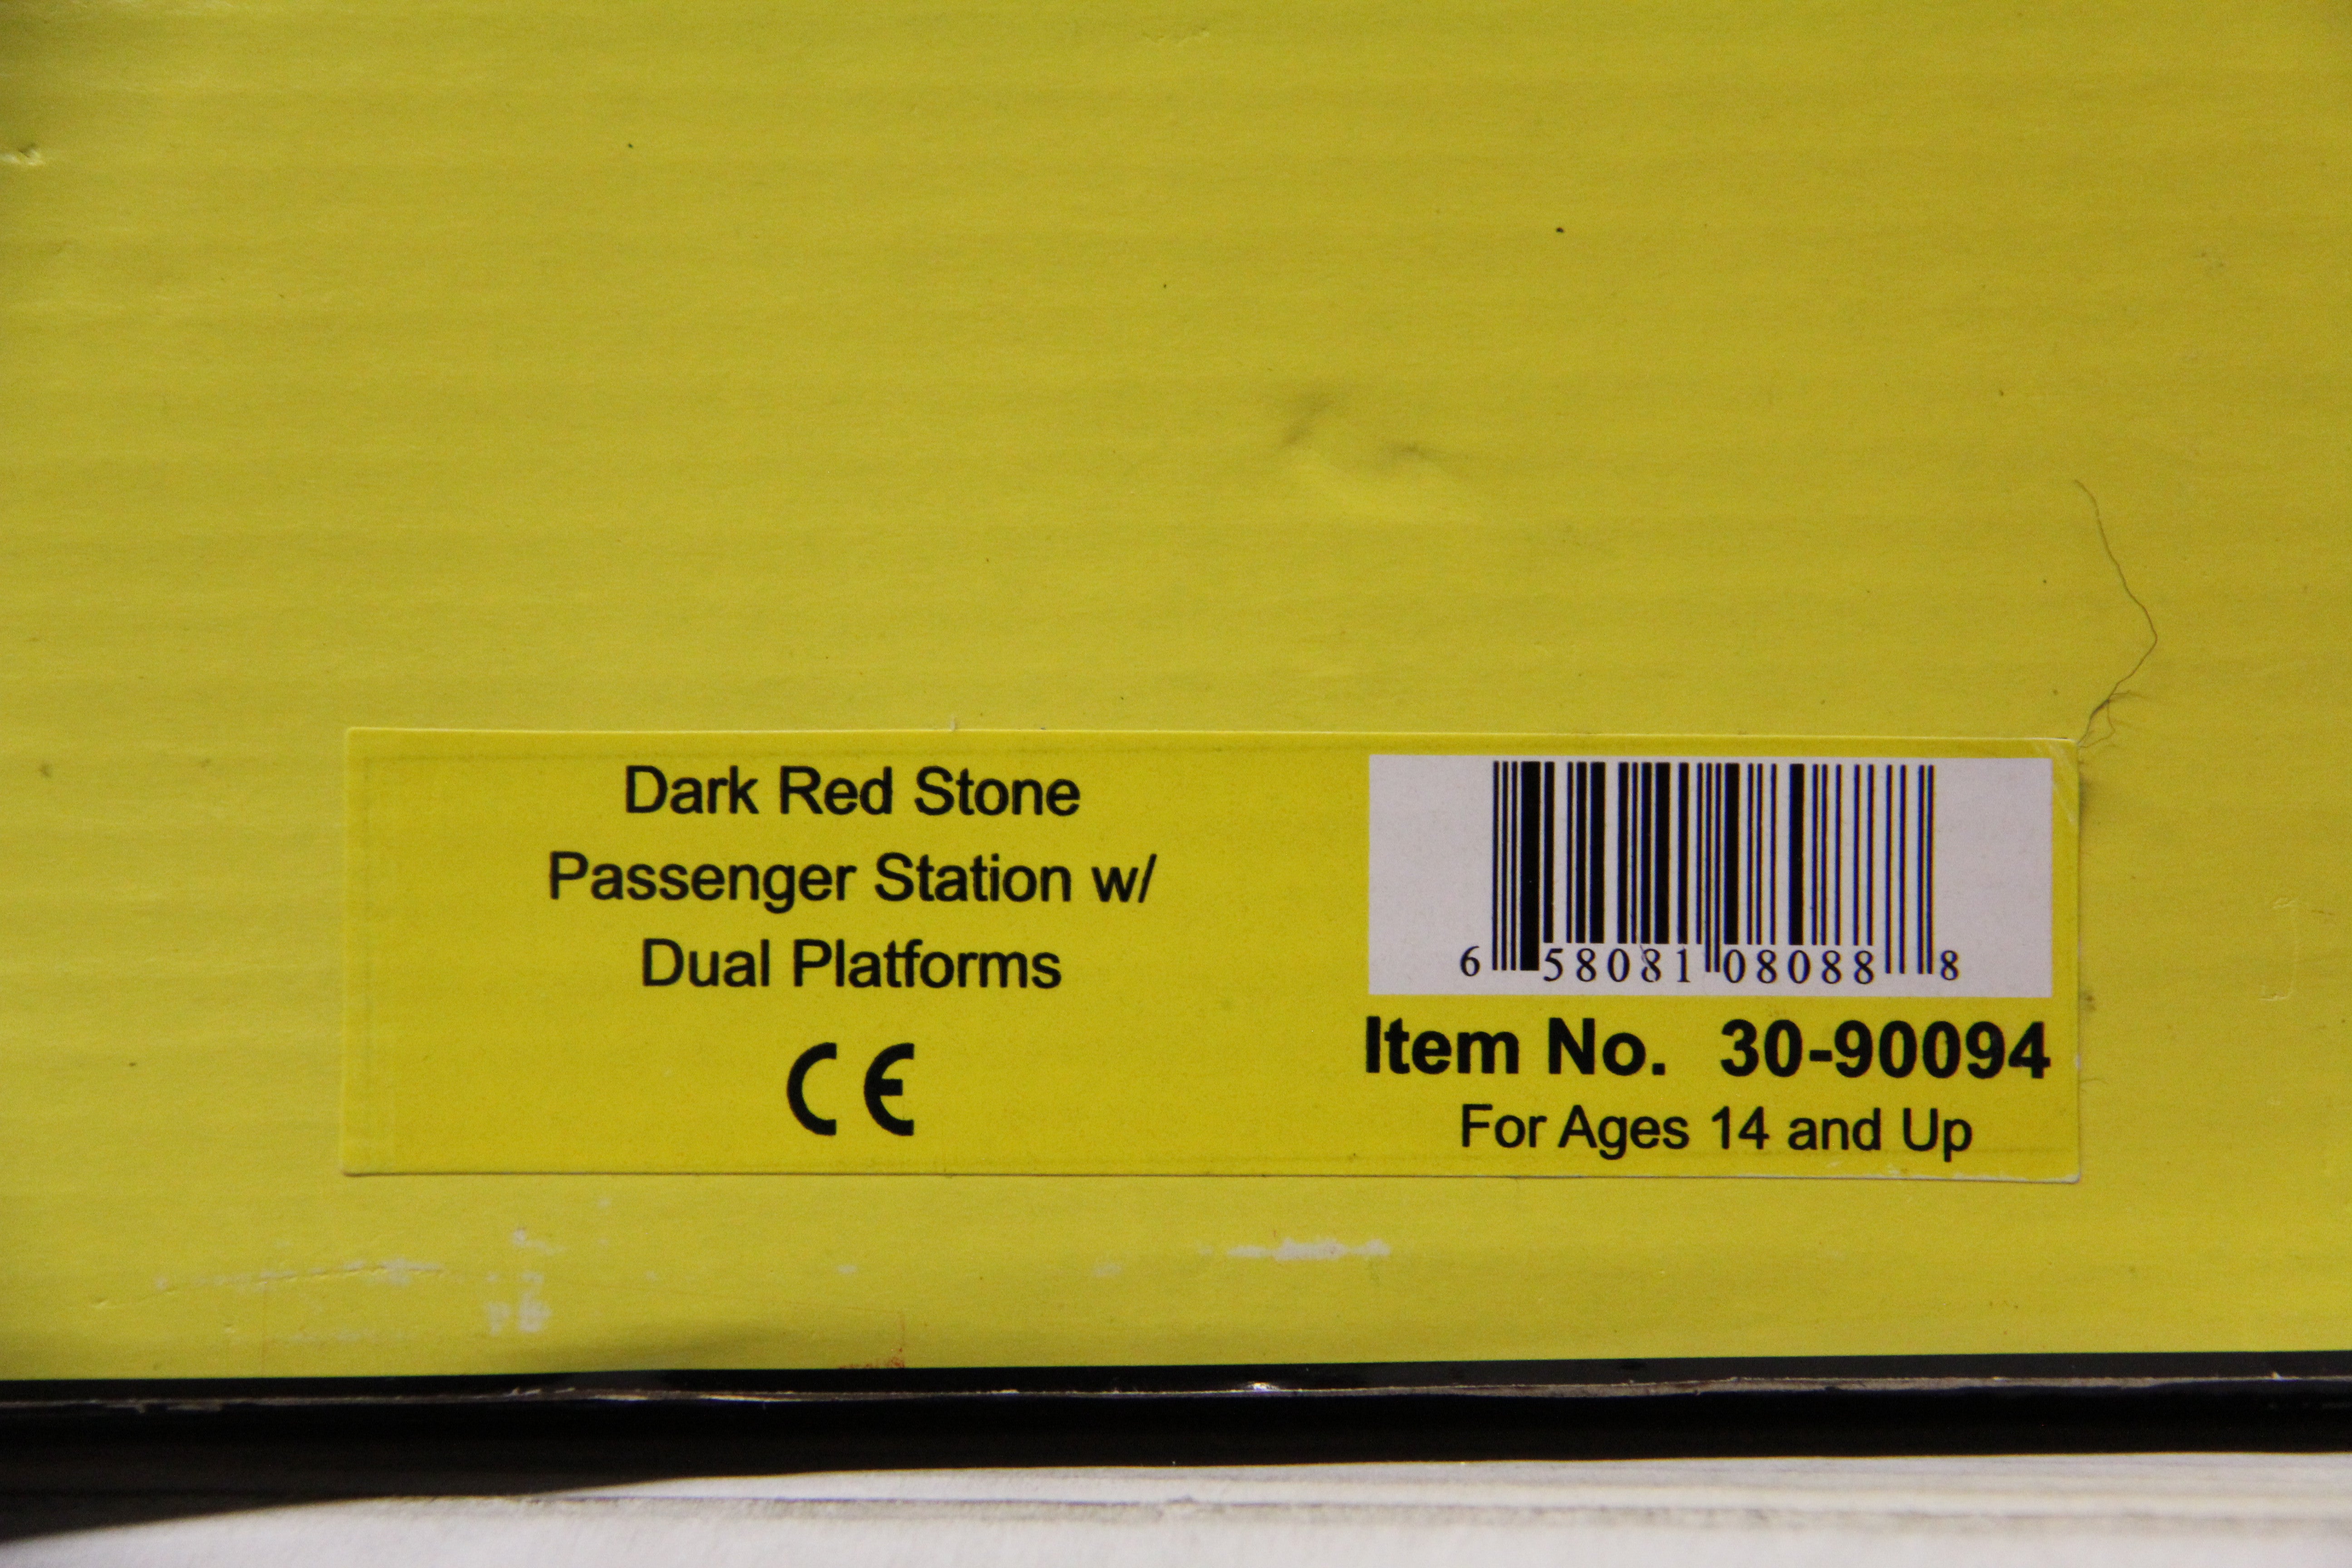 Dark Red Stone
Passenger Station w/
Dual Platforms
CE
6 58081 08088 8
Item No. 30-90094
For Ages 14 and Up